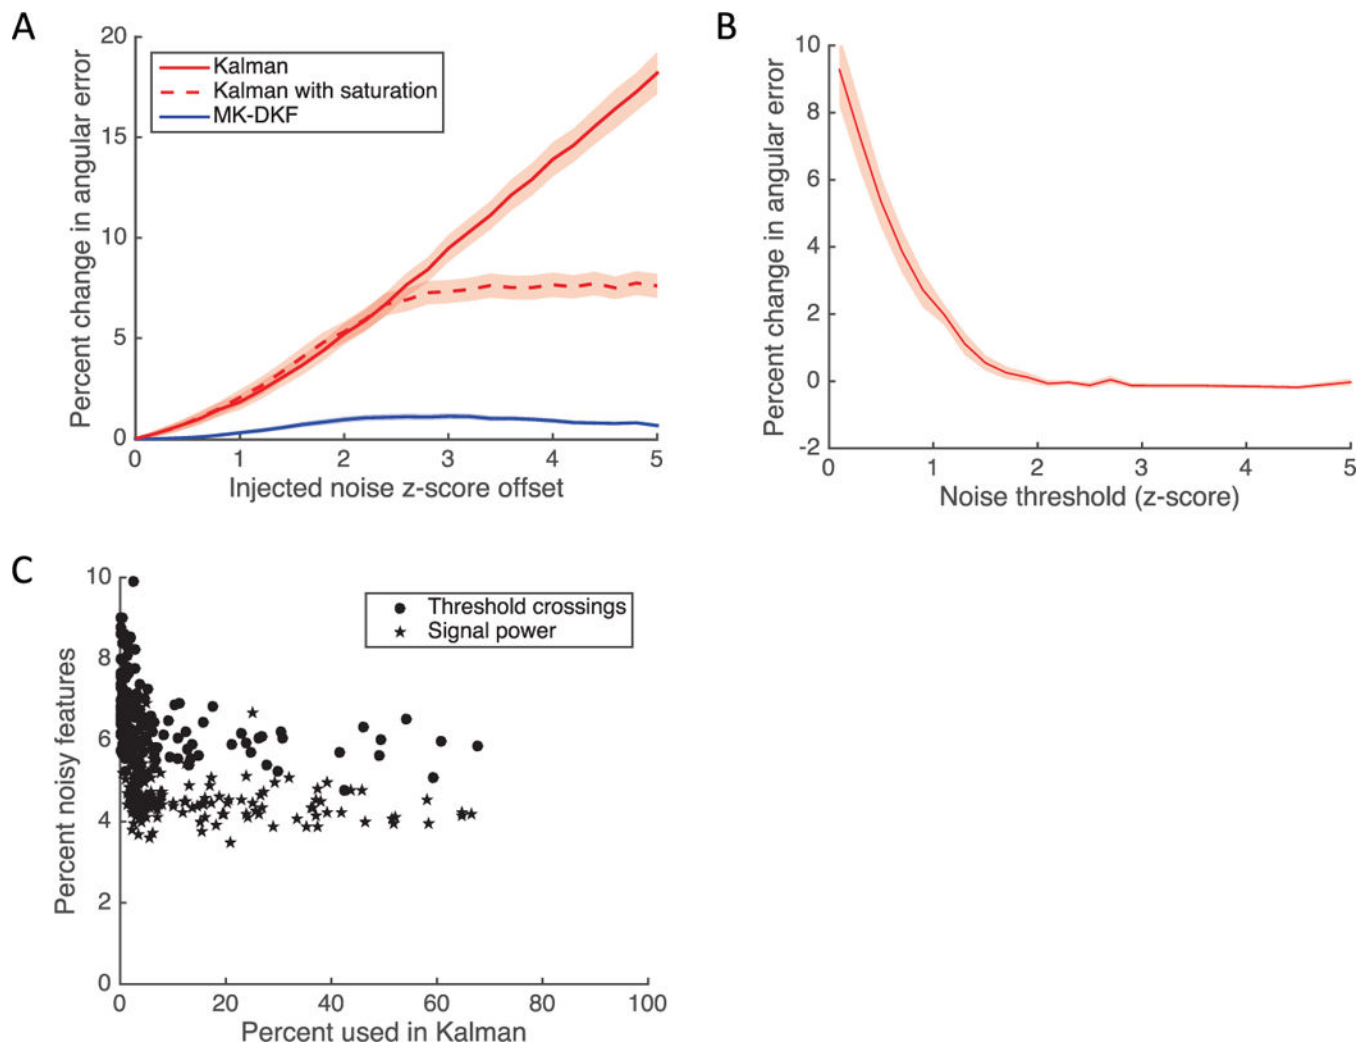 A
Percent change in angular error
20
15
10
5
0
Kalman
Kalman with saturation
MK-DKF
0 1 2 3 4 5
Injected noise z-score offset
B
Percent change in angular error
10
8
6
4
2
0
-2
0 1 2 3 4 5
Noise threshold (z-score)
C
Percent noisy features
10
8
6
4
2
0
Threshold crossings
Signal power
0 20 40 60 80 100
Percent used in Kalman